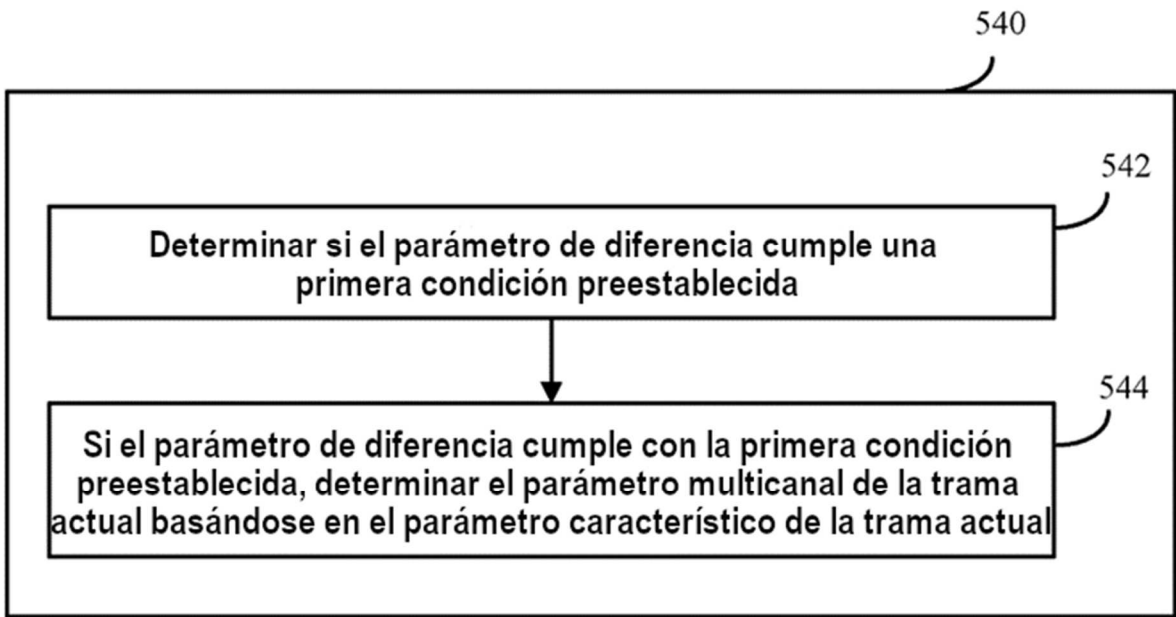 540
542
Determinar si el parámetro de diferencia cumple una
primera condición preestablecida
544
Si el parámetro de diferencia cumple con la primera condición
preestablecida, determinar el parámetro multicanal de la trama
actual basándose en el parámetro característico de la trama actual